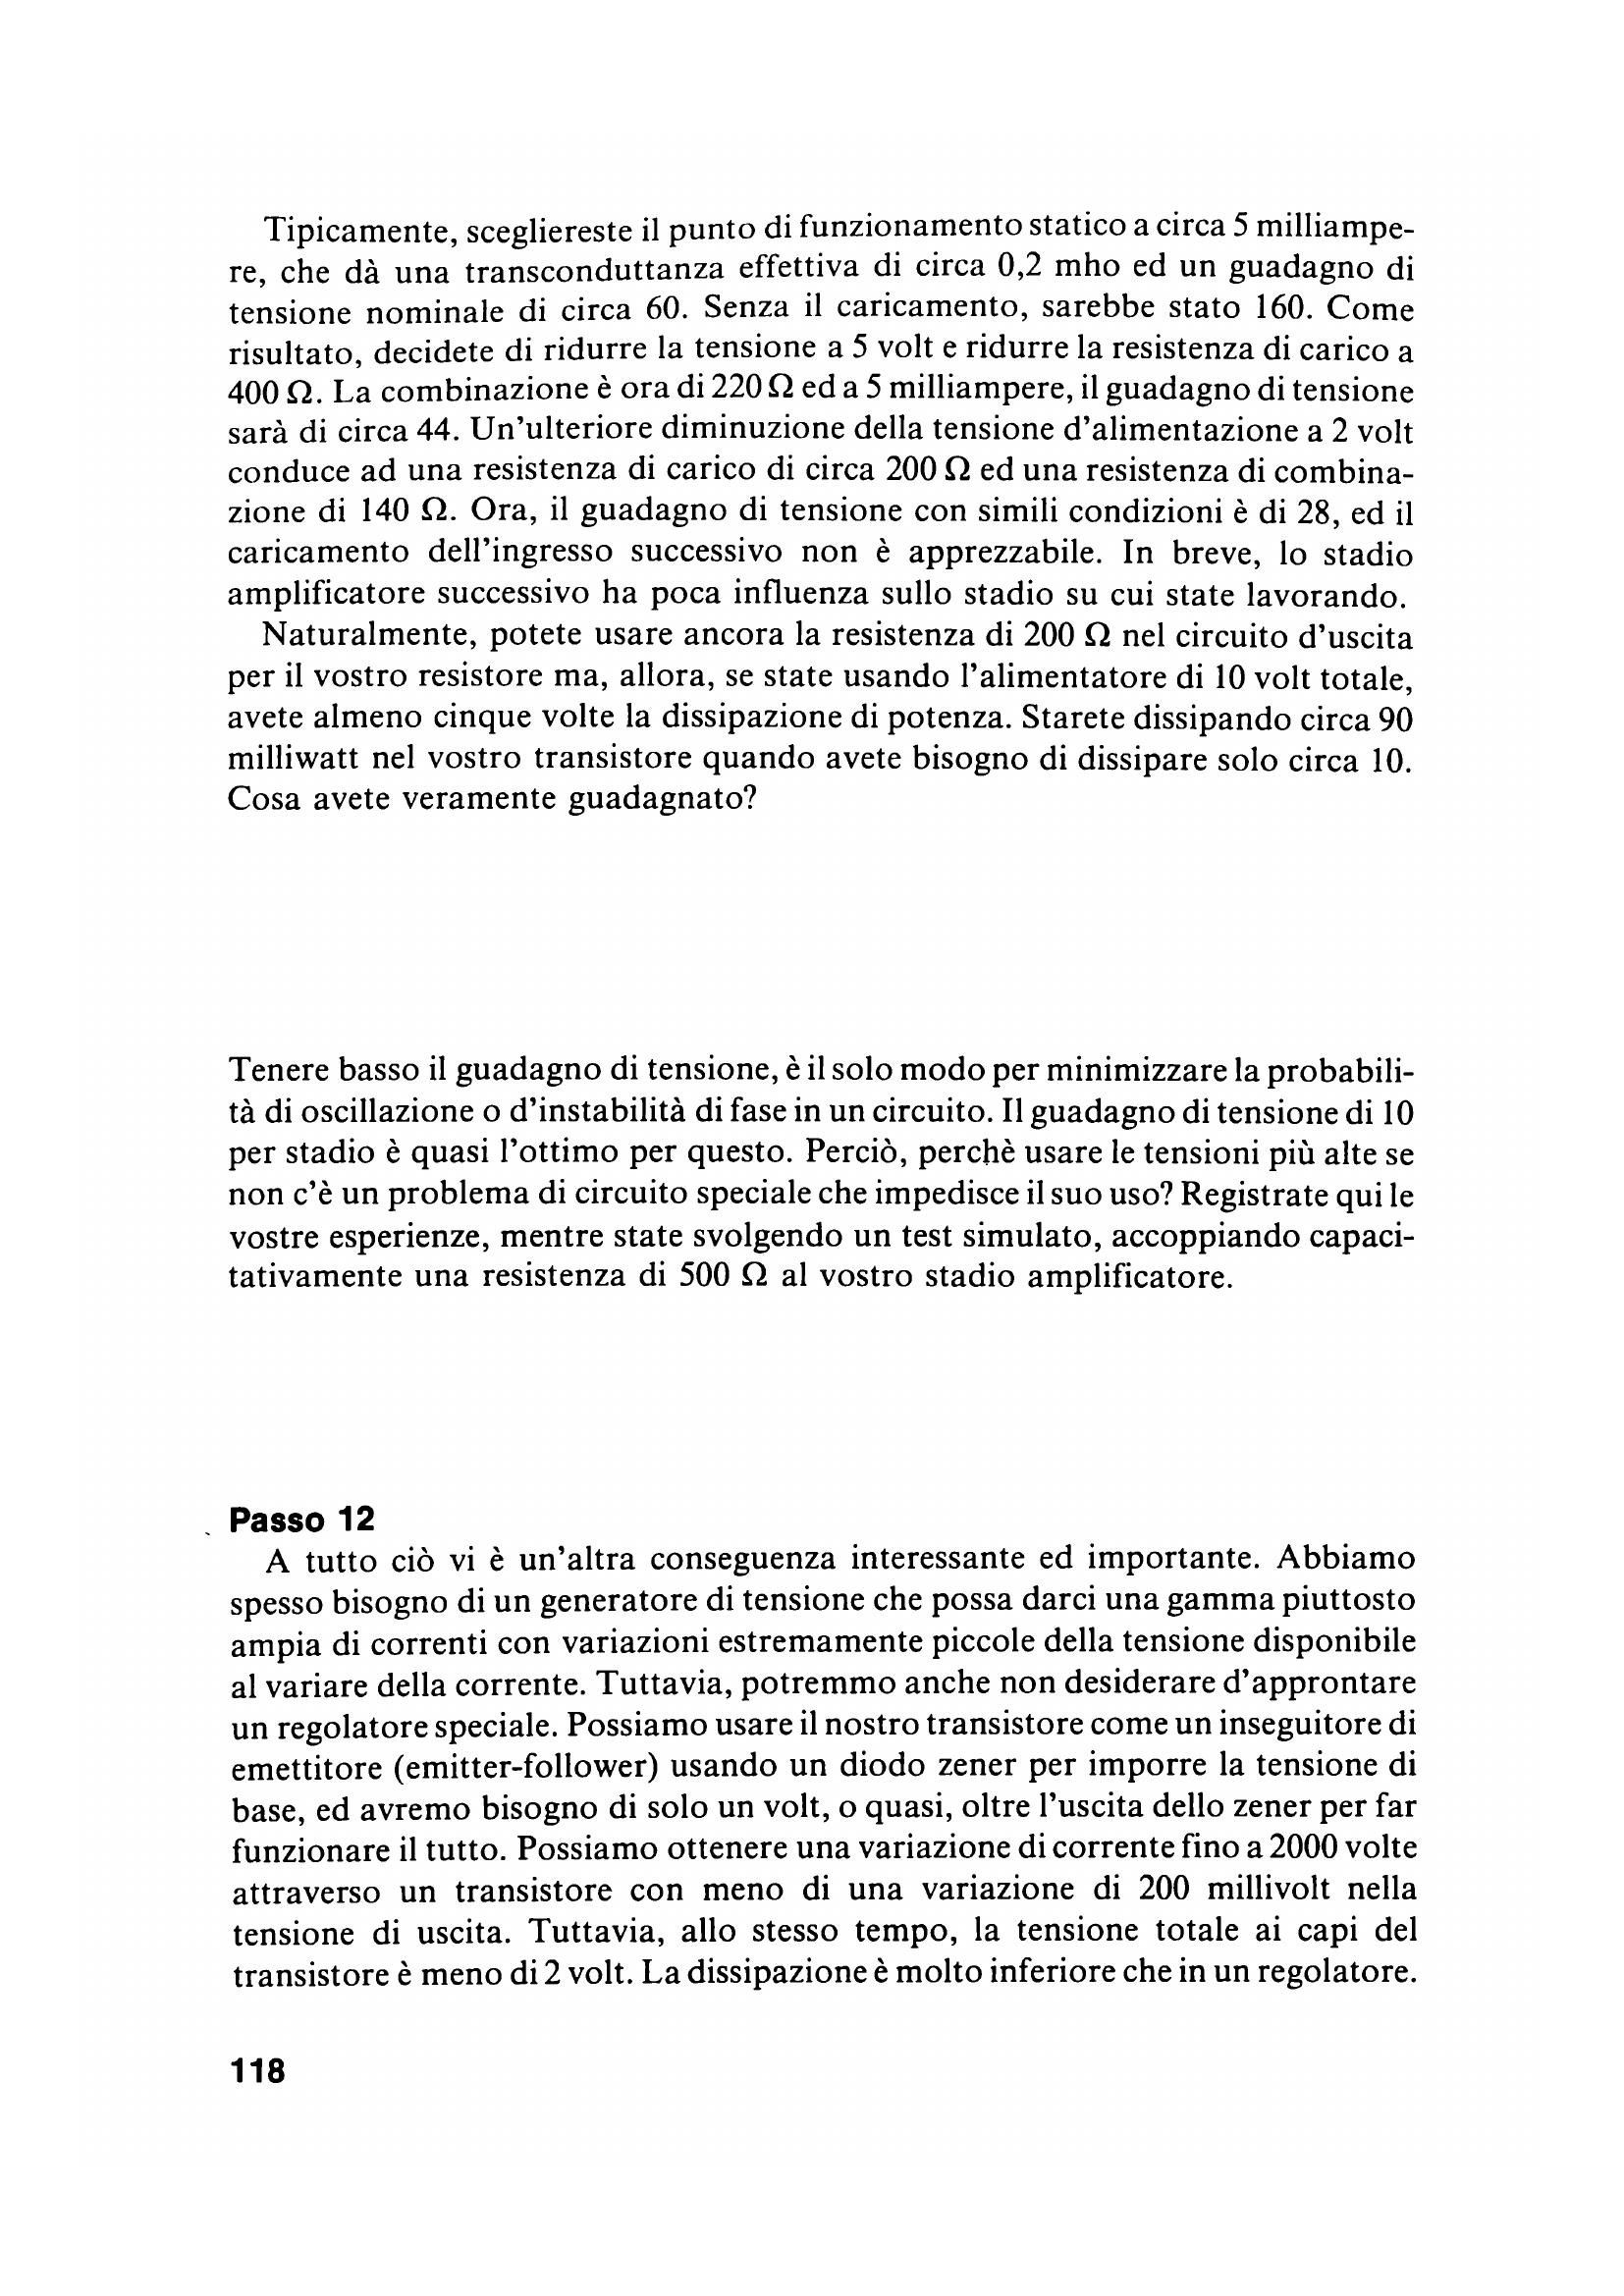 Tipicamente, scegliereste il punto di funzionamento statico a circa 5 milliampe-
re, che dà una transconduttanza effettiva di circa 0,2 mho ed un guadagno di
tensione nominale di circa 60. Senza il caricamento, sarebbe stato 160. Come
risultato, decidete di ridurre la tensione a 5 volt e ridurre la resistenza di carico a
400 Ω. La combinazione è ora di 220 Ω ed a 5 milliampere, il guadagno di tensione
sarà di circa 44. Un'ulteriore diminuzione della tensione d'alimentazione a 2 volt
conduce ad una resistenza di carico di circa 200 Ω ed una resistenza di combina-
zione di 140 Ω. Ora, il guadagno di tensione con simili condizioni è di 28, ed il
caricamento dell'ingresso successivo non è apprezzabile. In breve, lo stadio
amplificatore successivo ha poca influenza sullo stadio su cui state lavorando.
Naturalmente, potete usare ancora la resistenza di 200 Ω nel circuito d'uscita
per il vostro resistore ma, allora, se state usando l'alimentatore di 10 volt totale,
avete almeno cinque volte la dissipazione di potenza. Starete dissipando circa 90
milliwatt nel vostro transistore quando avete bisogno di dissipare solo circa 10.
Cosa avete veramente guadagnato?
Tenere basso il guadagno di tensione, è il solo modo per minimizzare la probabili-
tà di oscillazione o d'instabilità di fase in un circuito. Il guadagno di tensione di 10
per stadio è quasi l'ottimo per questo. Perciò, perchè usare le tensioni più alte se
non c'è un problema di circuito speciale che impedisce il suo uso? Registrate qui le
vostre esperienze, mentre state svolgendo un test simulato, accoppiando capaci-
tativamente una resistenza di 500 Ω al vostro stadio amplificatore.
Passo 12
A tutto ciò vi è un'altra conseguenza interessante ed importante. Abbiamo
spesso bisogno di un generatore di tensione che possa darci una gamma piuttosto
ampia di correnti con variazioni estremamente piccole della tensione disponibile
al variare della corrente. Tuttavia, potremmo anche non desiderare d'approntare
un regolatore speciale. Possiamo usare il nostro transistore come un inseguitore di
emettitore (emitter-follower) usando un diodo zener per imporre la tensione di
base, ed avremo bisogno di solo un volt, o quasi, oltre l'uscita dello zener per far
funzionare il tutto. Possiamo ottenere una variazione di corrente fino a 2000 volte
attraverso un transistore con meno di una variazione di 200 millivolt nella
tensione di uscita. Tuttavia, allo stesso tempo, la tensione totale ai capi del
transistore è meno di 2 volt. La dissipazione è molto inferiore che in un regolatore.
118